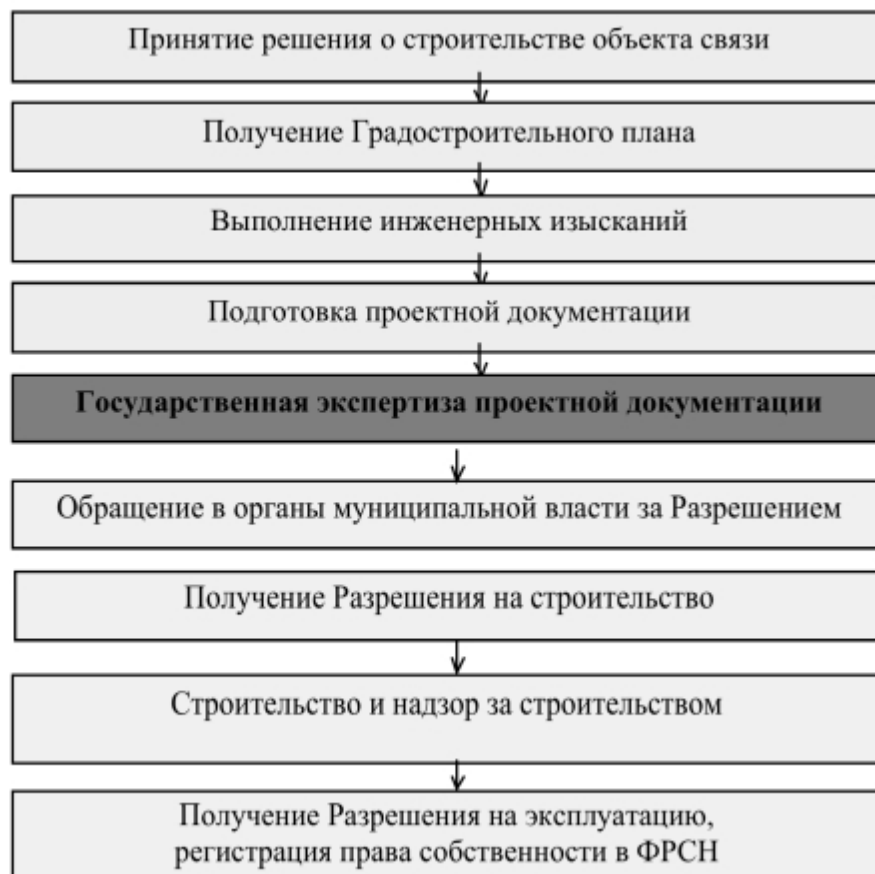 Принятие решения о строительстве объекта связи
Получение Градостроительного плана
Выполнение инженерных изысканий
Подготовка проектной документации
Государственная экспертиза проектной документации
Обращение в органы муниципальной власти за Разрешением
Получение Разрешения на строительство
Строительство и надзор за строительством
Получение Разрешения на эксплуатацию,
регистрация права собственности в ФРСН